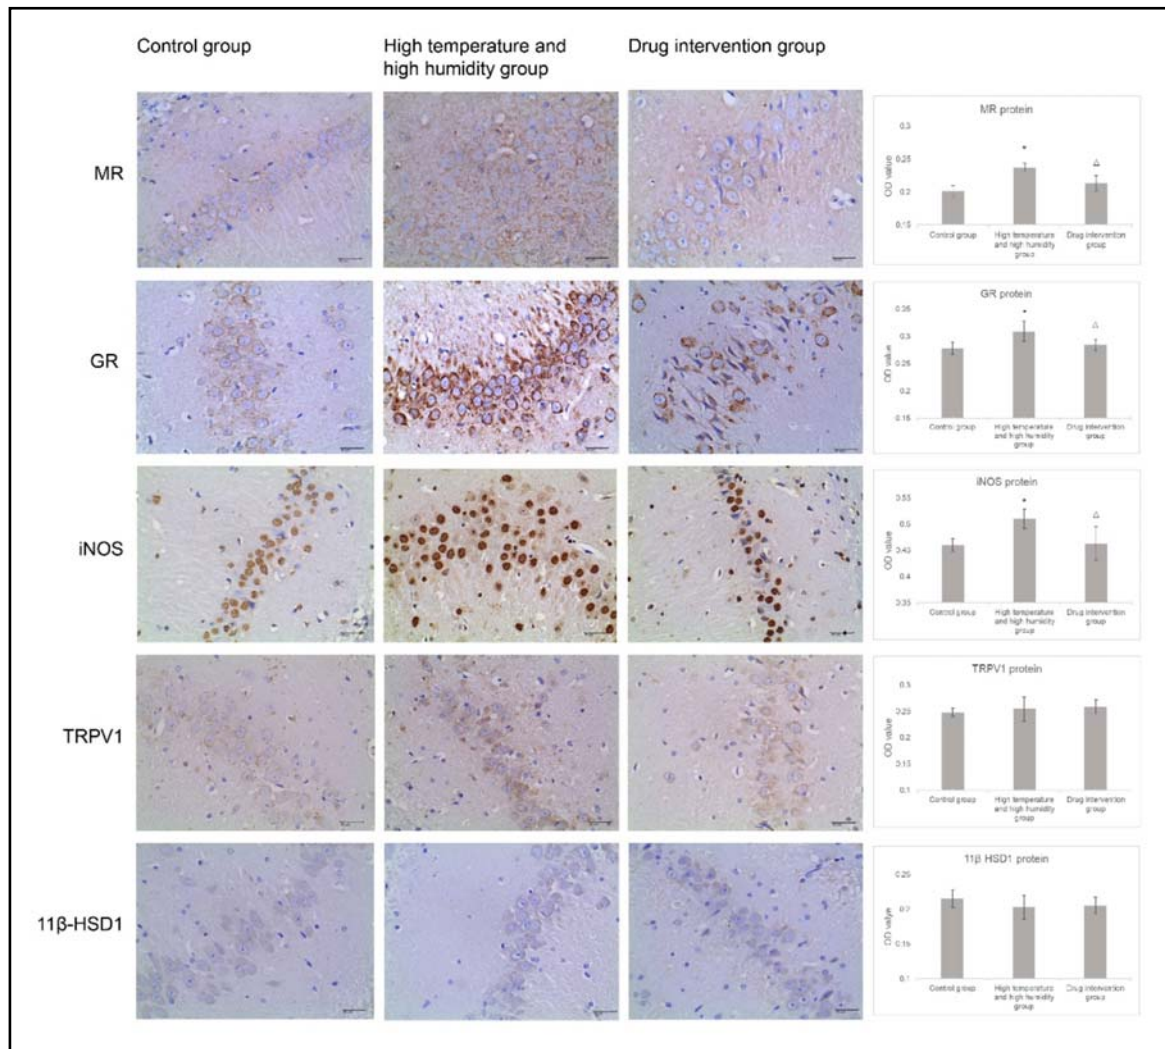 Control group
High temperature and
high humidity group
Drug intervention group
MR
MR protein
OD value
0.3
0.25
0.2
0.15
*
△
Control group
High temperature
and high humidity
group
Drug intervention
group
GR
GR protein
OD value
0.35
0.3
0.25
0.2
0.15
*
△
Control group
High temperature
and high humidity
group
Drug intervention
group
iNOS
iNOS protein
OD value
0.55
0.5
0.45
0.4
0.35
*
△
Control group
High temperature
and high humidity
group
Drug intervention
group
TRPV1
TRPV1 protein
OD value
0.3
0.25
0.2
0.15
0.1
Control group
High temperature
and high humidity
group
Drug intervention
group
11β-HSD1
11β HSD1 protein
OD value
0.25
0.2
0.15
0.1
Control group
High temperature
and high humidity
group
Drug intervention
group